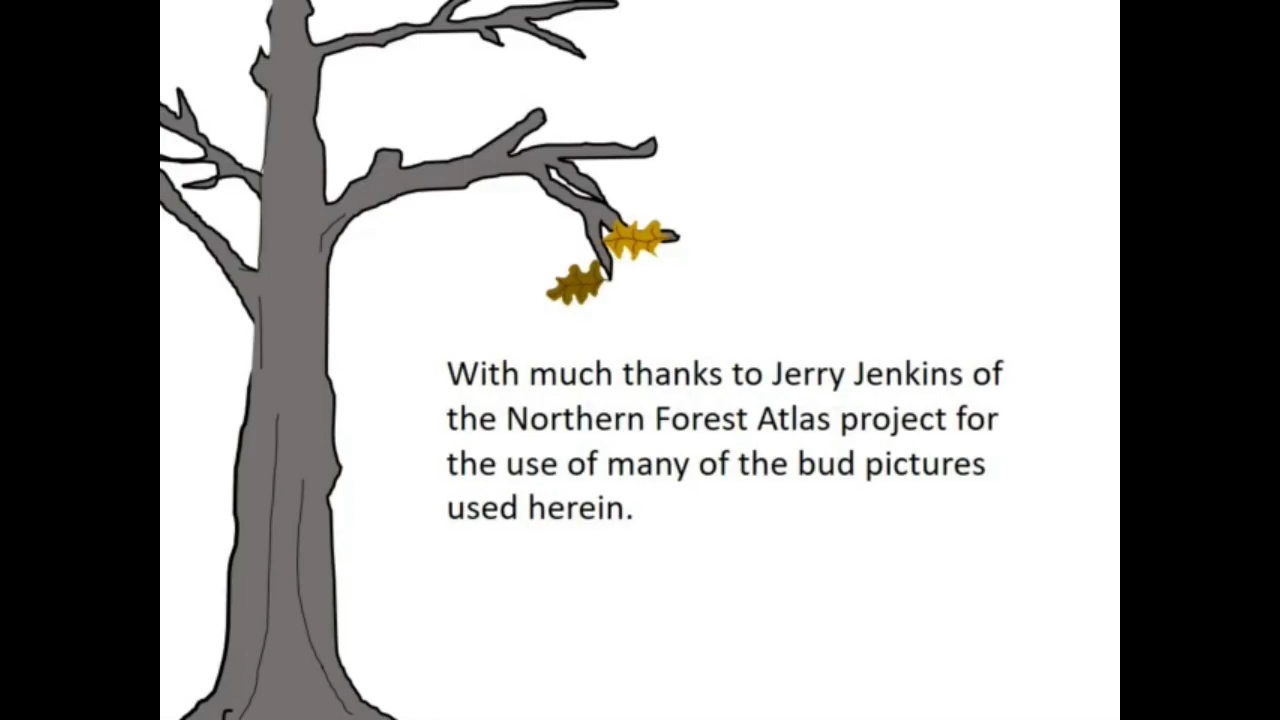 With much thanks to Jerry Jenkins of
the Northern Forest Atlas project for
the use of many of the bud pictures
used herein.